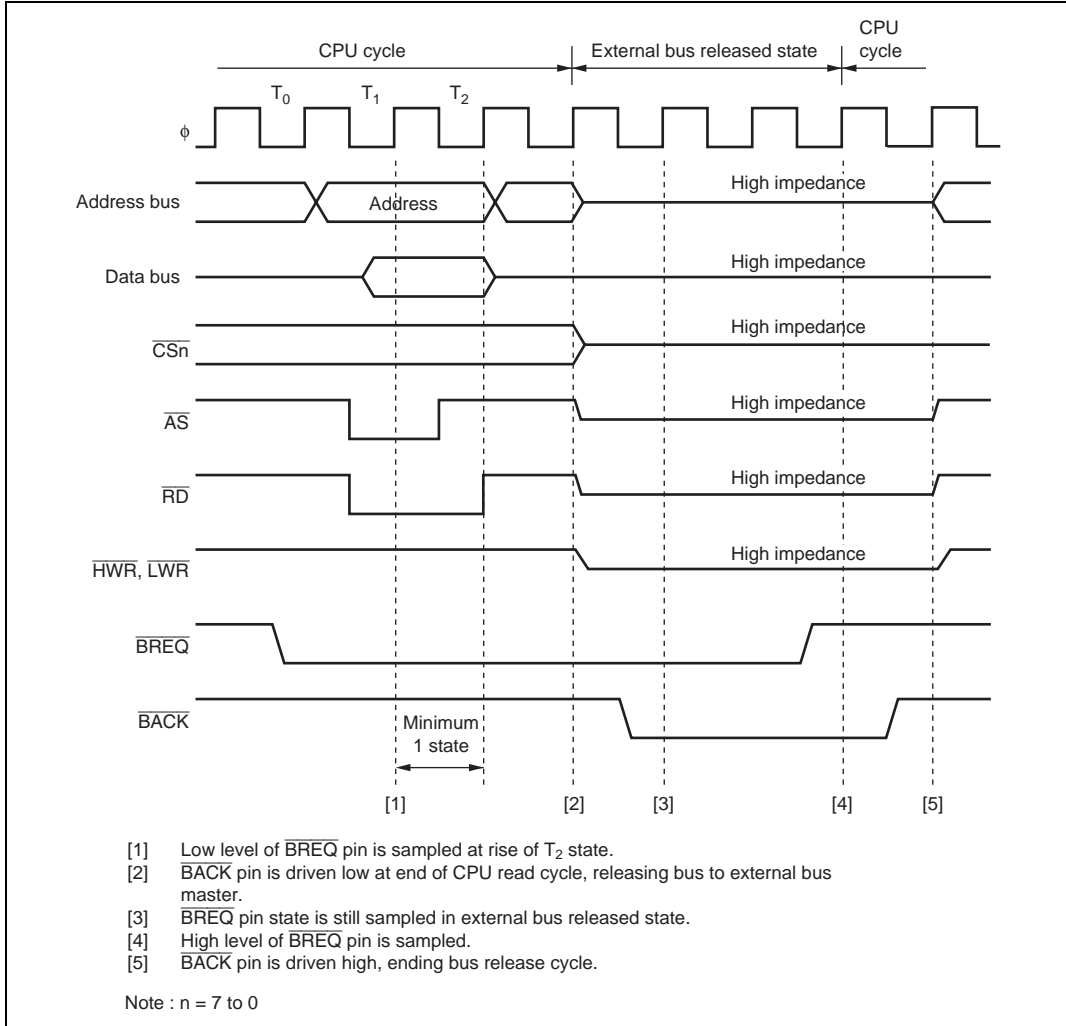 CPU cycle
External bus released state
CPU
cycle
T0
T1
T2
ϕ
Address bus
Address
High impedance
Data bus
High impedance
CSn
High impedance
AS
High impedance
RD
High impedance
HWR, LWR
High impedance
BREQ
BACK
Minimum
1 state
[1]
[2]
[3]
[4]
[5]
[1] Low level of BREQ pin is sampled at rise of T2 state.
[2] BACK pin is driven low at end of CPU read cycle, releasing bus to external bus
master.
[3] BREQ pin state is still sampled in external bus released state.
[4] High level of BREQ pin is sampled.
[5] BACK pin is driven high, ending bus release cycle.
Note : n = 7 to 0